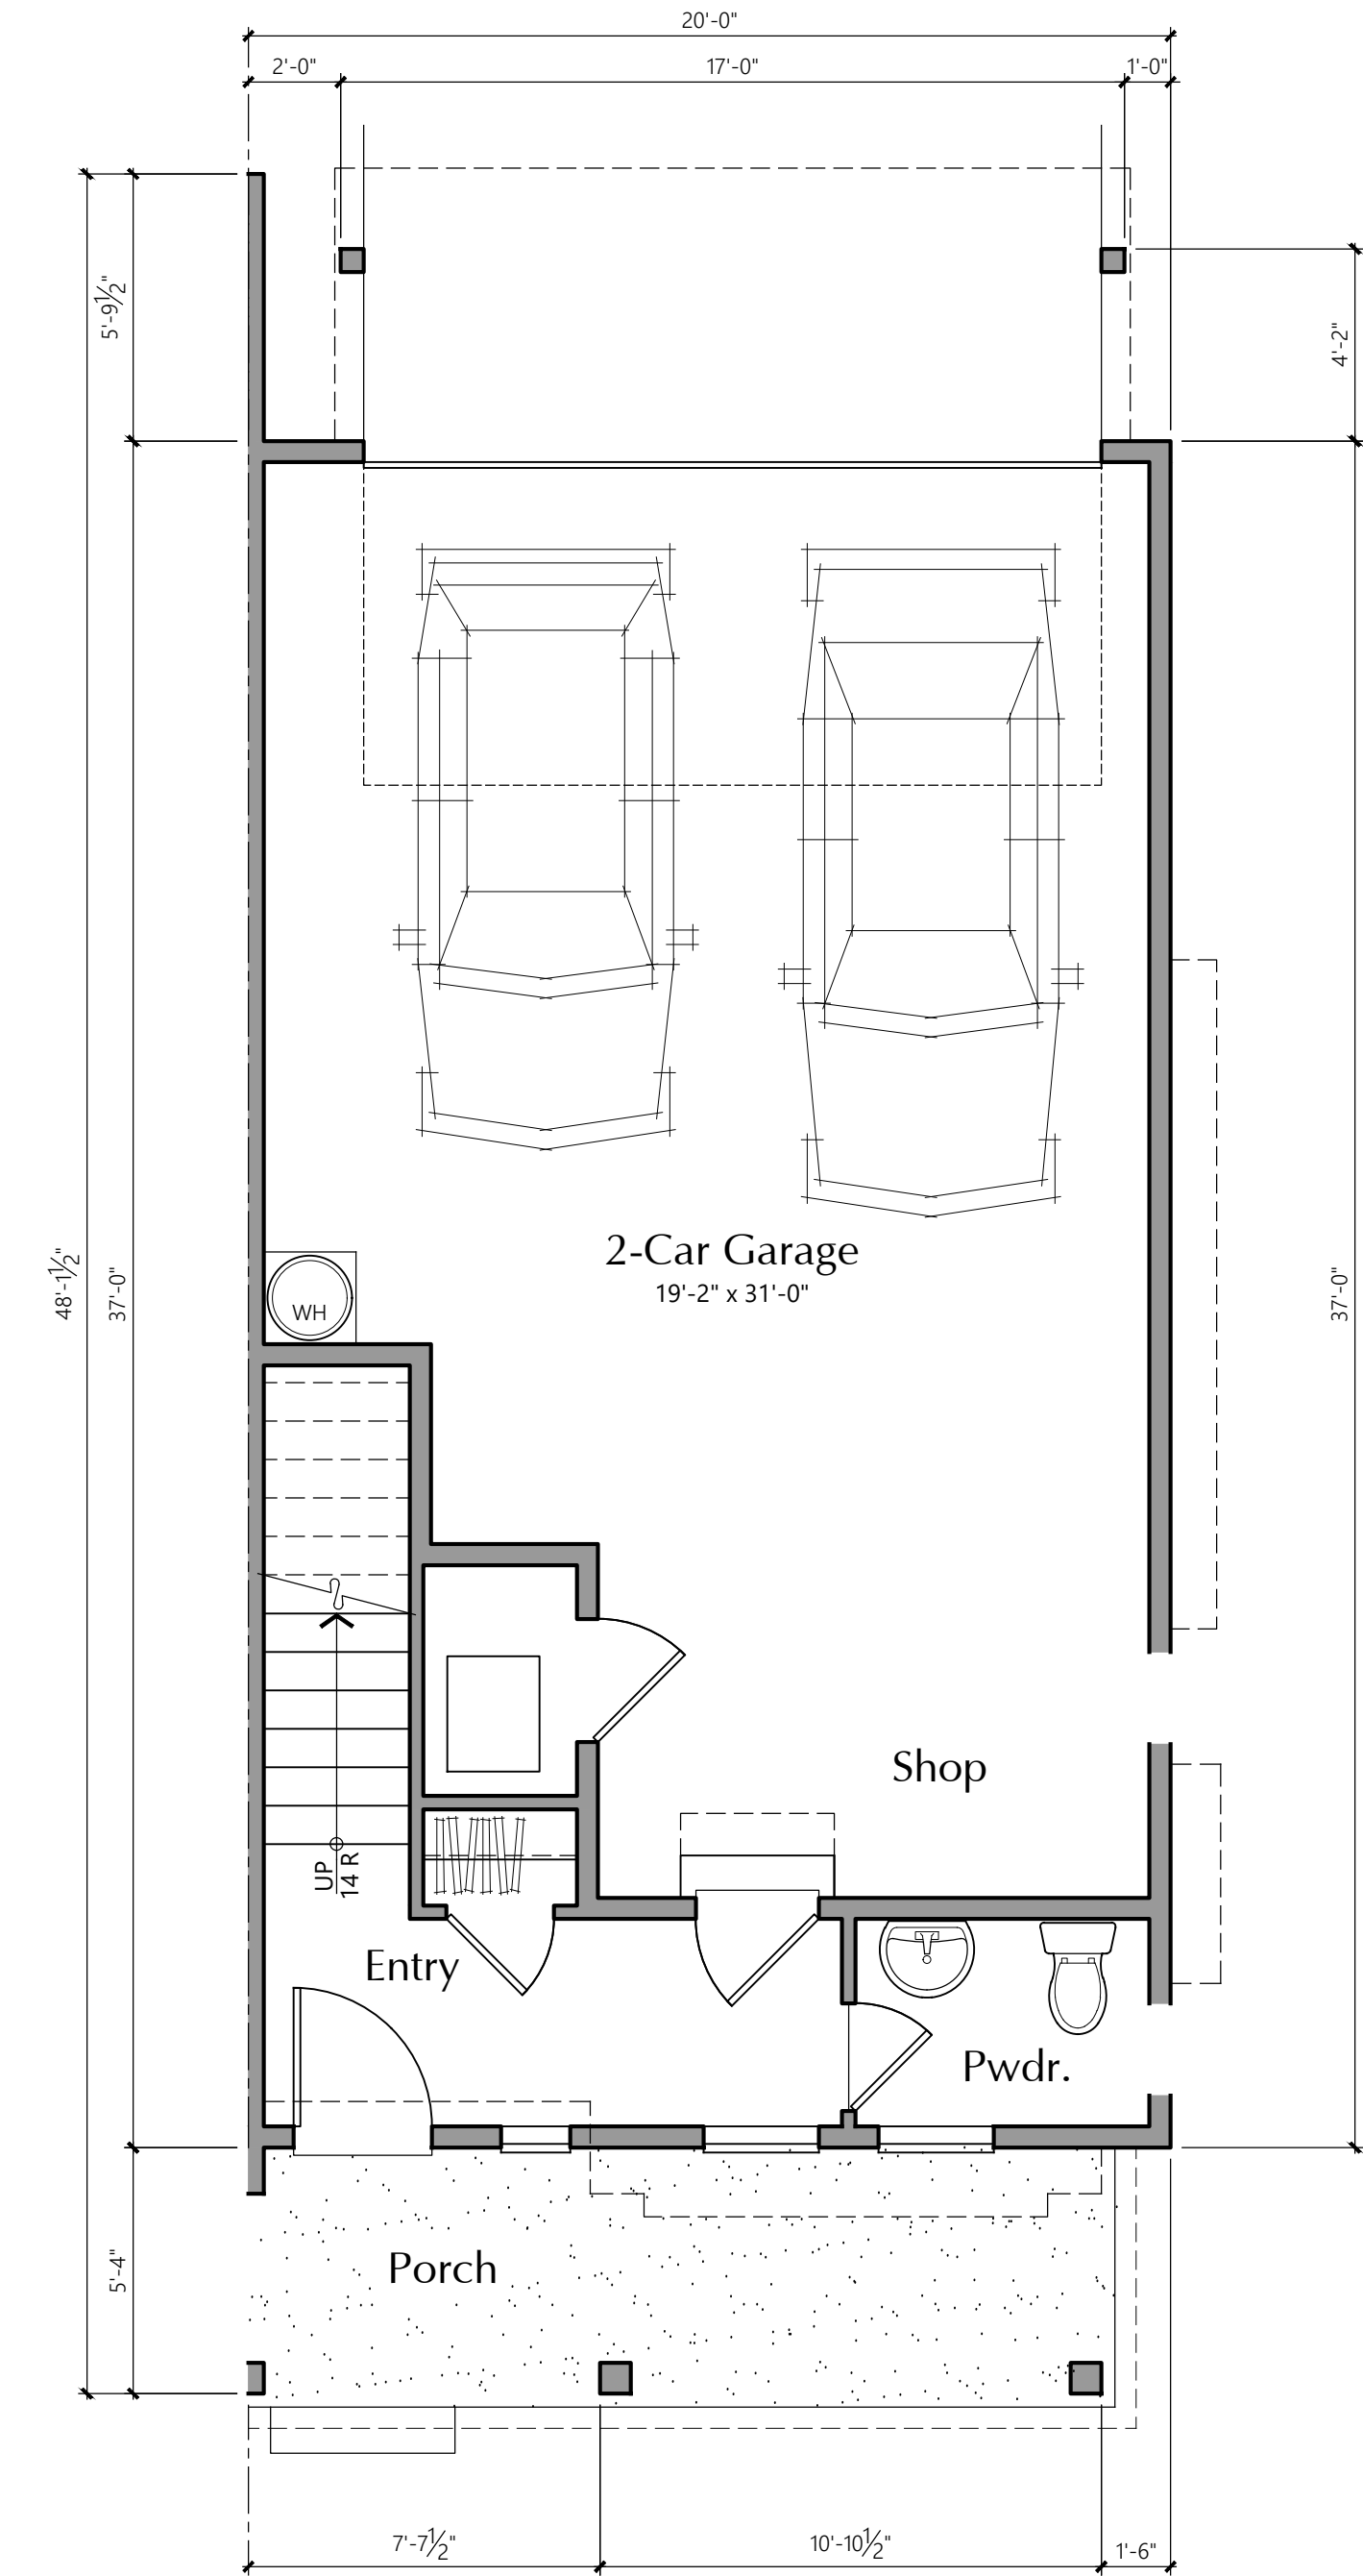 20'-0"
2'-0"
17'-0"
1'-0"
5'-9½"
4'-2"
2-Car Garage
19'-2" x 31'-0"
48'-1½"
37'-0"
37'-0"
WH
Shop
UP
14 R
Entry
Pwdr.
Porch
5'-4"
7'-7½"
10'-10½"
1'-6"